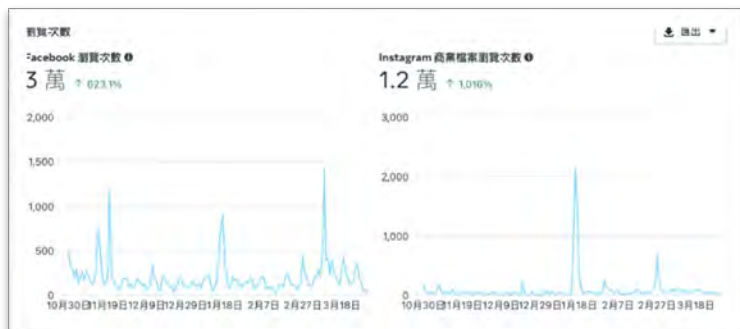 瀏覽次數
匯出
Facebook 瀏覽次數
3 萬 ↑ 623.1%
2,000
1,500
1,000
500
0
10月30日 11月19日 12月9日 12月29日 1月18日 2月7日 2月27日 3月18日
Instagram 商業檔案瀏覽次數
1.2 萬 ↑ 1,016%
3,000
2,000
1,000
0
10月30日 11月19日 12月9日 12月29日 1月18日 2月7日 2月27日 3月18日